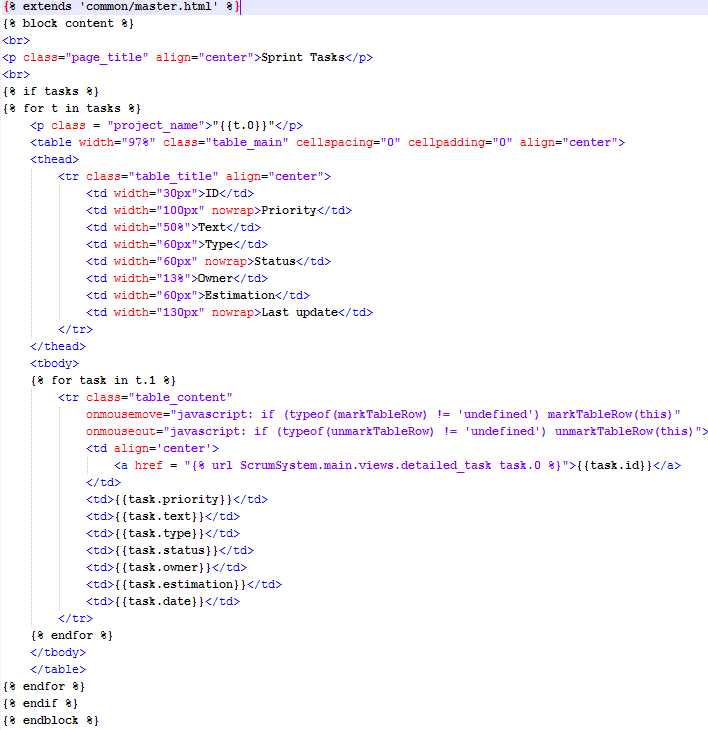 {% extends 'common/master.html' %}
{% block content %}
<br>
<p class="page_title" align="center">Sprint Tasks</p>
<br>
{% if tasks %}
{% for t in tasks %}
    <p class = "project_name">"{{t.0}}"</p>
    <table width="97%" class="table_main" cellspacing="0" cellpadding="0" align="center">
    <thead>
        <tr class="table_title" align="center">
            <td width="30px">ID</td>
            <td width="100px" nowrap>Priority</td>
            <td width="50%">Text</td>
            <td width="60px">Type</td>
            <td width="60px" nowrap>Status</td>
            <td width="13%">Owner</td>
            <td width="60px">Estimation</td>
            <td width="130px" nowrap>Last update</td>
        </tr>
    </thead>
    <tbody>
    {% for task in t.1 %}
        <tr class="table_content"
            onmousemove="javascript: if (typeof(markTableRow) != 'undefined') markTableRow(this)"
            onmouseout="javascript: if (typeof(unmarkTableRow) != 'undefined') unmarkTableRow(this)">
            <td align='center'>
                <a href = "{% url ScrumSystem.main.views.detailed_task task.0 %}">{{task.id}}</a>
            </td>
            <td>{{task.priority}}</td>
            <td>{{task.text}}</td>
            <td>{{task.type}}</td>
            <td>{{task.status}}</td>
            <td>{{task.owner}}</td>
            <td>{{task.estimation}}</td>
            <td>{{task.date}}</td>
        </tr>
    {% endfor %}
    </tbody>
    </table>
{% endfor %}
{% endif %}
{% endblock %}